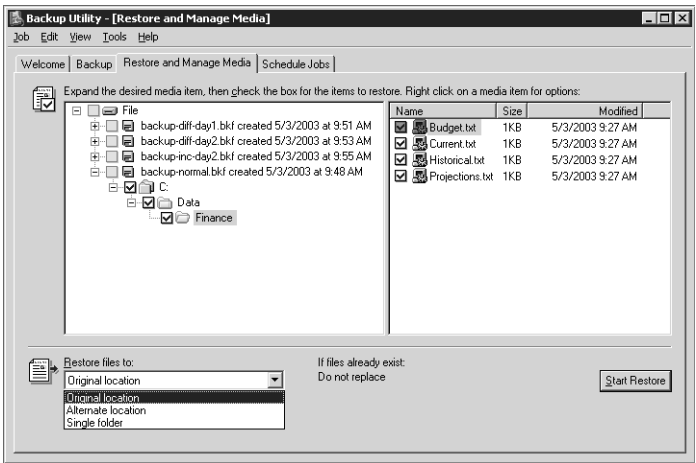 Backup Utility - [Restore and Manage Media]
Job Edit View Tools Help
Welcome Backup Restore and Manage Media Schedule Jobs
Expand the desired media item, then check the box for the items to restore. Right click on a media item for options:
File
backup-diff-day1.bkf created 5/3/2003 at 9:51 AM
backup-diff-day2.bkf created 5/3/2003 at 9:53 AM
backup-inc-day2.bkf created 5/3/2003 at 9:55 AM
backup-normal.bkf created 5/3/2003 at 9:48 AM
C:
Data
Finance
Name Size Modified
Budget.txt 1KB 5/3/2003 9:27 AM
Current.txt 1KB 5/3/2003 9:27 AM
Historical.txt 1KB 5/3/2003 9:27 AM
Projections.txt 1KB 5/3/2003 9:27 AM
Restore files to:
Original location
Original location
Alternate location
Single folder
If files already exist:
Do not replace
Start Restore